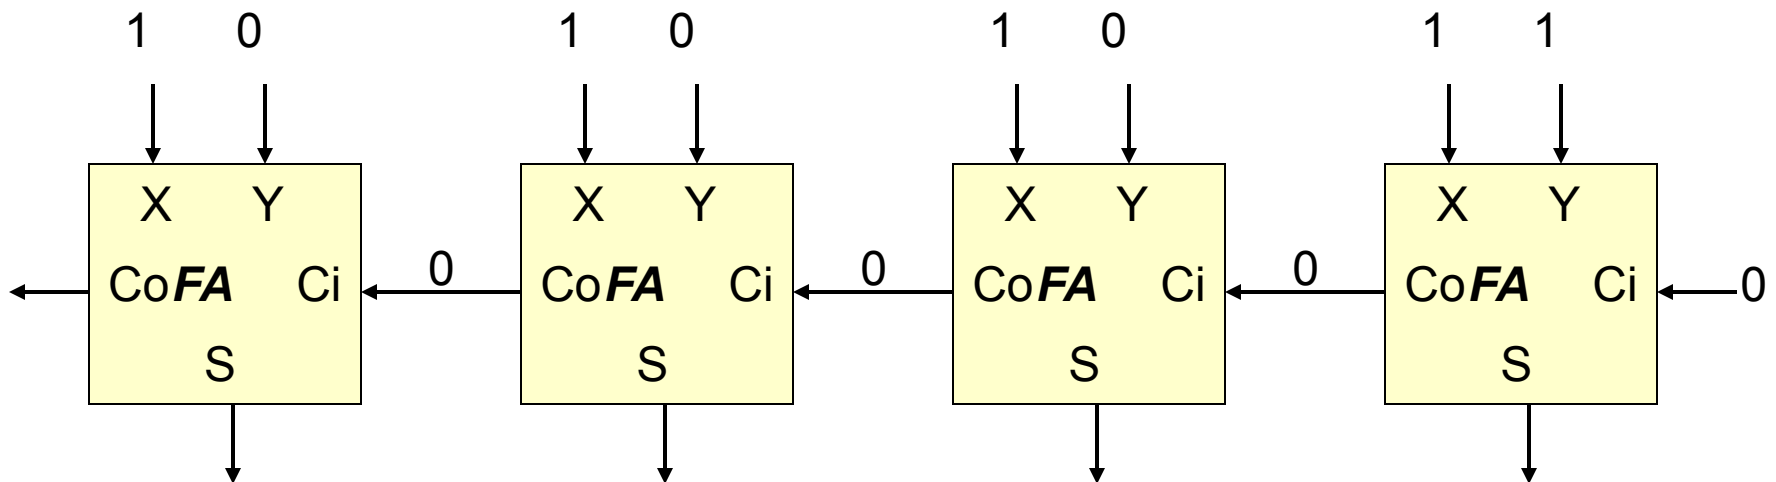 1 0 1 0 1 0 1 1
X Y X Y X Y X Y
0 0 0
Co FA Ci Co FA Ci Co FA Ci Co FA Ci 0
S S S S